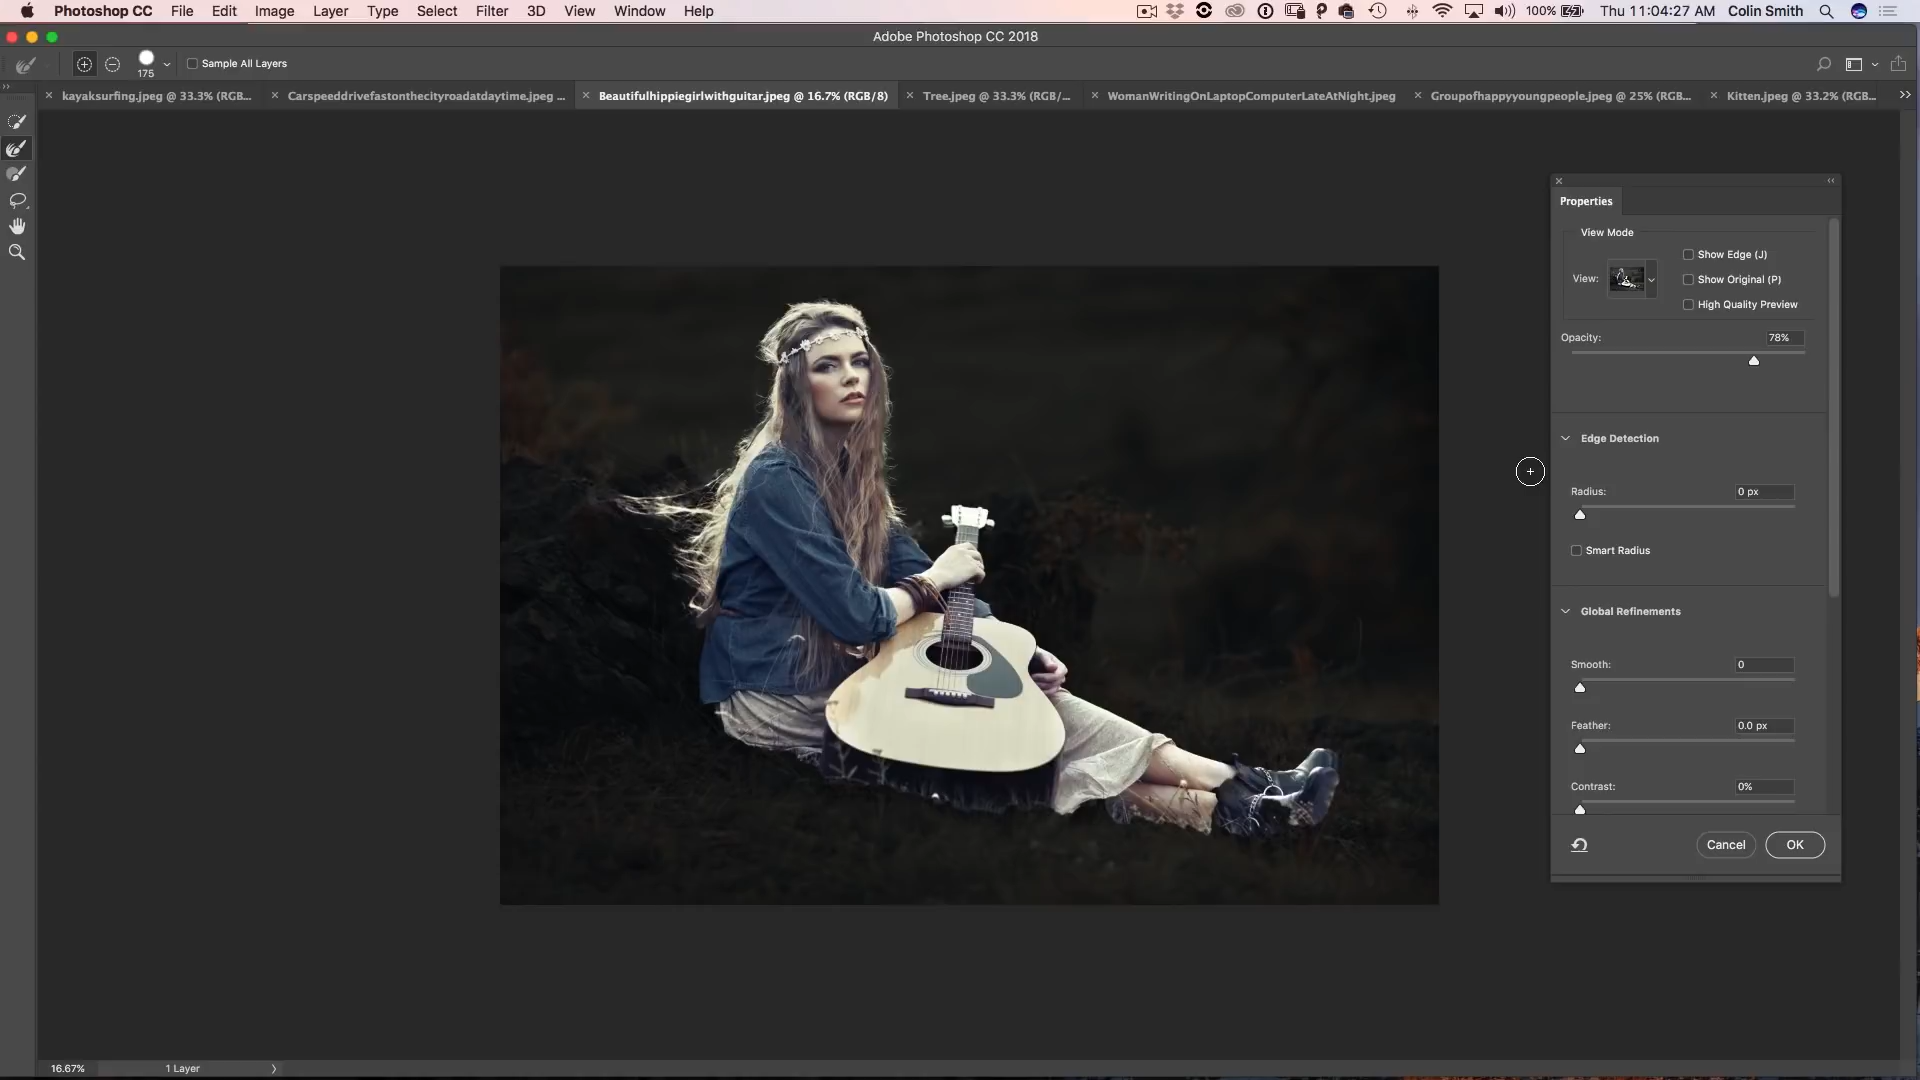 Photoshop CC File Edit Image Layer Type Select Filter 3D View Window Help 100% Thu 11:04:27 AM Colin Smith
Adobe Photoshop CC 2018
175 Sample All Layers
kayaksurfing.jpeg @ 33.3% (RGB... Carspeeddrivefastonthecityroadatdaytime.jpeg ... Beautifulhippiegirlwithguitar.jpeg @ 16.7% (RGB/8) Tree.jpeg @ 33.3% (RGB/... WomanWritingOnLaptopComputerLateAtNight.jpeg Groupofhappyyoungpeople.jpeg @ 25% (RGB... Kitten.jpeg @ 33.2% (RGB...
Properties
View Mode
Show Edge (J)
View:
Show Original (P)
High Quality Preview
Opacity: 78%
Edge Detection
Radius: 0 px
Smart Radius
Global Refinements
Smooth: 0
Feather: 0.0 px
Contrast: 0%
Cancel OK
16.67% 1 Layer